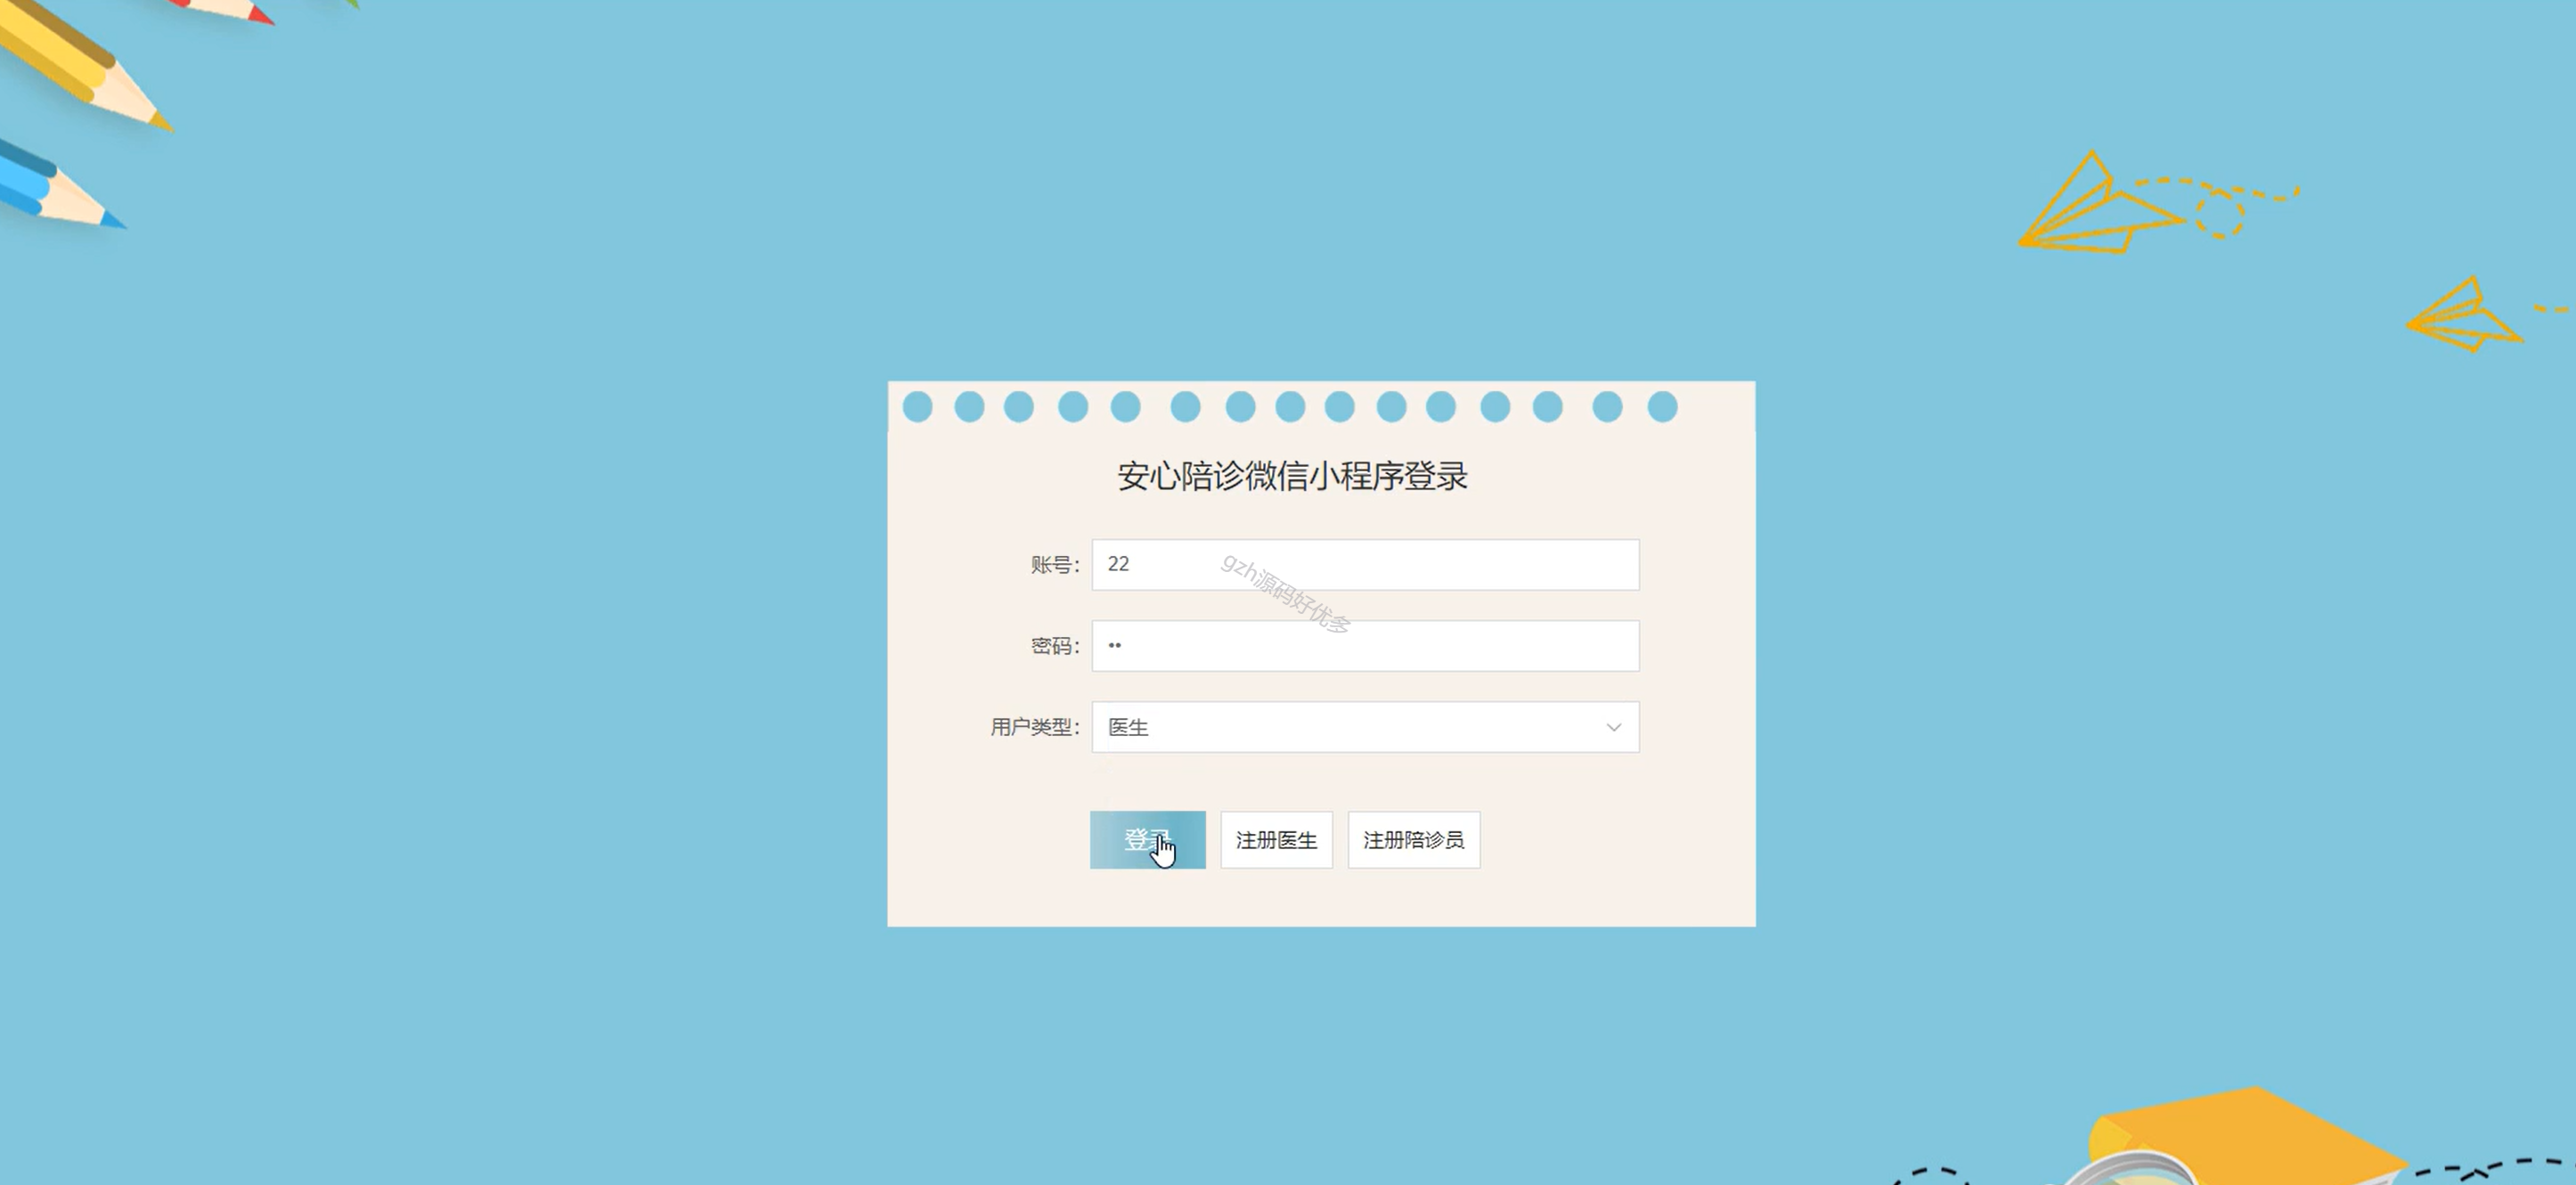 安心陪诊微信小程序登录
账号： 22
gzh源码好优多
密码： ••
用户类型： 医生
登录 注册医生 注册陪诊员